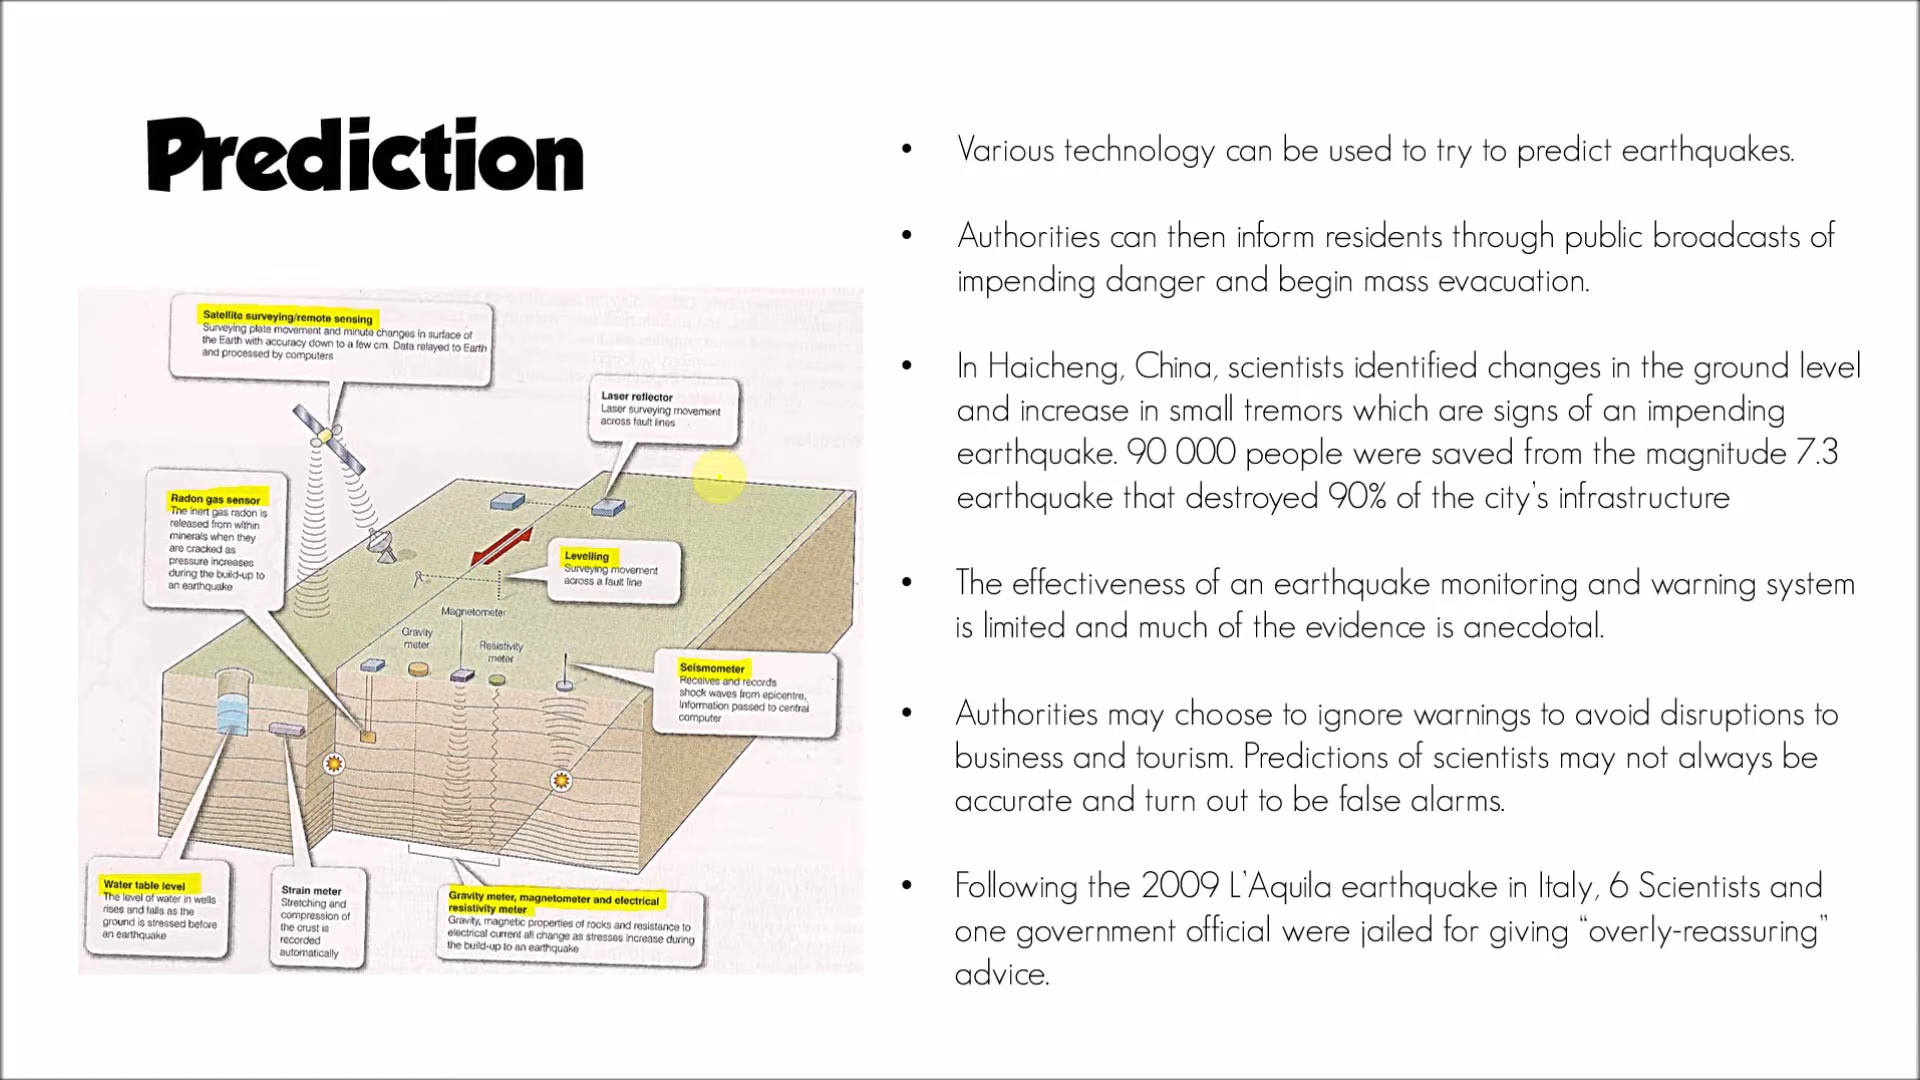 Prediction
Satellite surveying/remote sensing
Surveying plate movement and minute changes in surface of
the Earth with accuracy down to a few cm. Data relayed to Earth
and processed by computers
Laser reflector
Laser surveying movement
across fault lines
Radon gas sensor
The inert gas radon is
released from within
minerals when they
are cracked as
pressure increases
during the build-up to
an earthquake
Levelling
Surveying movement
across a fault line
Magnetometer
Gravity
meter
Resistivity
meter
Seismometer
Receives and records
shock waves from epicentre.
Information passed to central
computer
Water table level
The level of water in wells
rises and falls as the
ground is stressed before
an earthquake
Strain meter
Stretching and
compression of
the crust is
recorded
automatically
Gravity meter, magnetometer and electrical
resistivity meter
Gravity, magnetic properties of rocks and resistance to
electrical current all change as stresses increase during
the build-up to an earthquake
• Various technology can be used to try to predict earthquakes.
• Authorities can then inform residents through public broadcasts of
impending danger and begin mass evacuation.
• In Haicheng, China, scientists identified changes in the ground level
and increase in small tremors which are signs of an impending
earthquake. 90 000 people were saved from the magnitude 7.3
earthquake that destroyed 90% of the city's infrastructure
• The effectiveness of an earthquake monitoring and warning system
is limited and much of the evidence is anecdotal.
• Authorities may choose to ignore warnings to avoid disruptions to
business and tourism. Predictions of scientists may not always be
accurate and turn out to be false alarms.
• Following the 2009 L'Aquila earthquake in Italy, 6 Scientists and
one government official were jailed for giving “overly-reassuring”
advice.